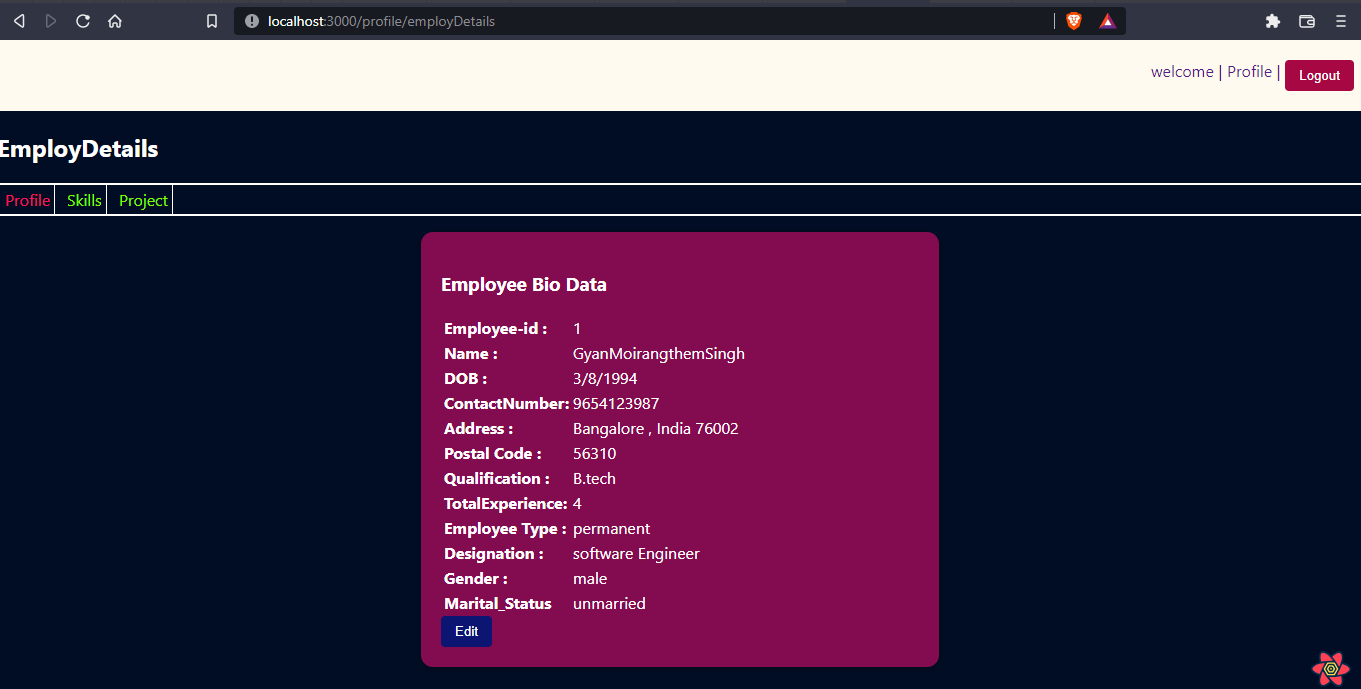 localhost:3000/profile/employDetails
welcome | Profile | Logout
EmployDetails
Profile Skills Project
Employee Bio Data
Employee-id : 1
Name : GyanMoirangthemSingh
DOB : 3/8/1994
ContactNumber: 9654123987
Address : Bangalore , India 76002
Postal Code : 56310
Qualification : B.tech
TotalExperience: 4
Employee Type : permanent
Designation : software Engineer
Gender : male
Marital_Status unmarried
Edit